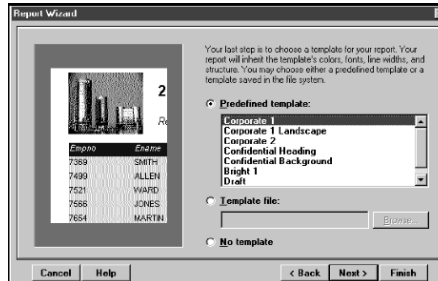 Report Wizard
Your last step is to choose a template for your report. Your
report will inherit the template's colors, fonts, line widths, and
structure. You may choose either a predefined template or a
template saved in the file system.
2
Re
Empno Ename
7369 SMITH
7499 ALLEN
7521 WARD
7566 JONES
7654 MARTIN
Predefined template:
Corporate 1
Corporate 1 Landscape
Corporate 2
Confidential Heading
Confidential Background
Bright 1
Draft
Template file:
Browse...
No template
Cancel Help < Back Next > Finish